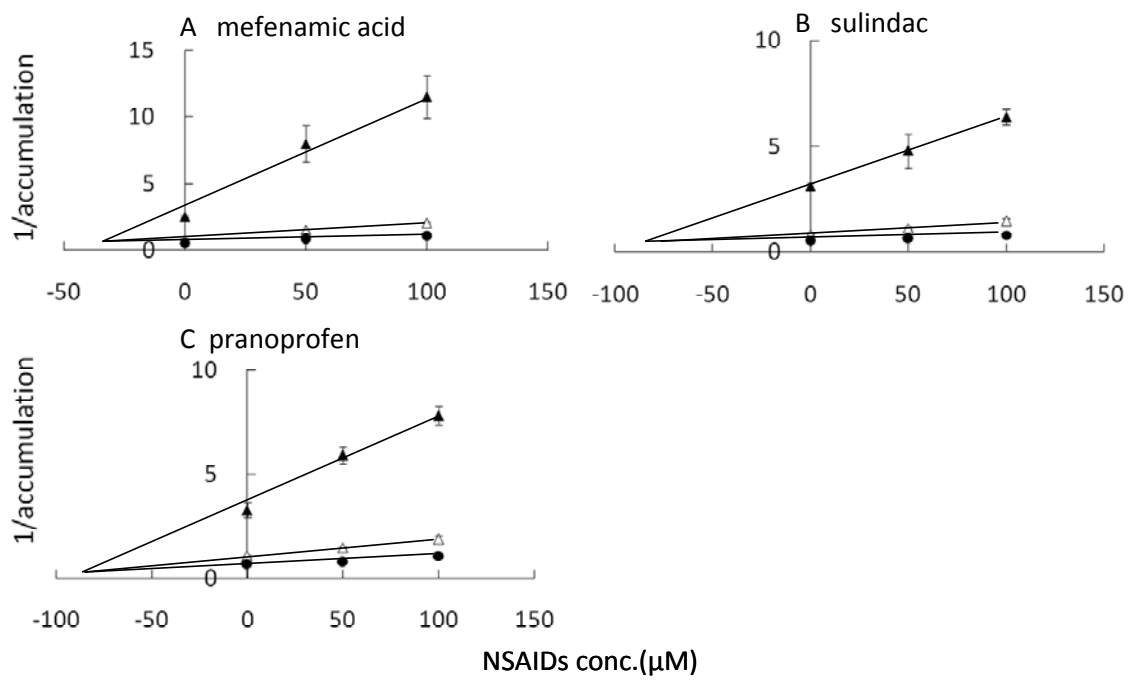 A mefenamic acid
1/accumulation
15
10
5
0
-50 0 50 100 150
B sulindac
10
5
0
-100 -50 0 50 100 150
C pranoprofen
1/accumulation
10
5
0
-100 -50 0 50 100 150
NSAIDs conc.(µM)